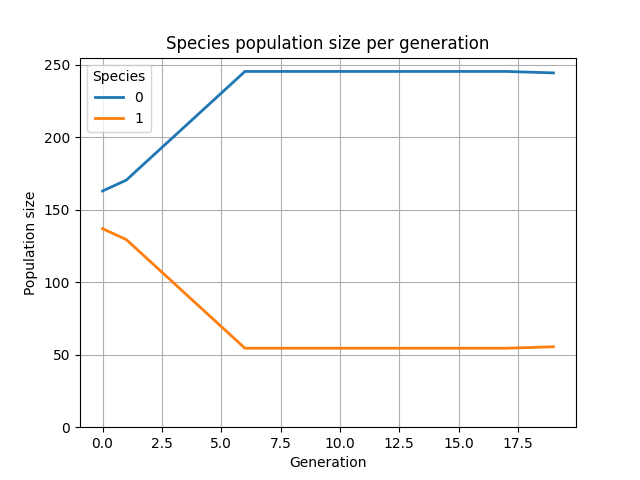 Species population size per generation
Species
0
1
Population size
250
200
150
100
50
0
0.0 2.5 5.0 7.5 10.0 12.5 15.0 17.5
Generation